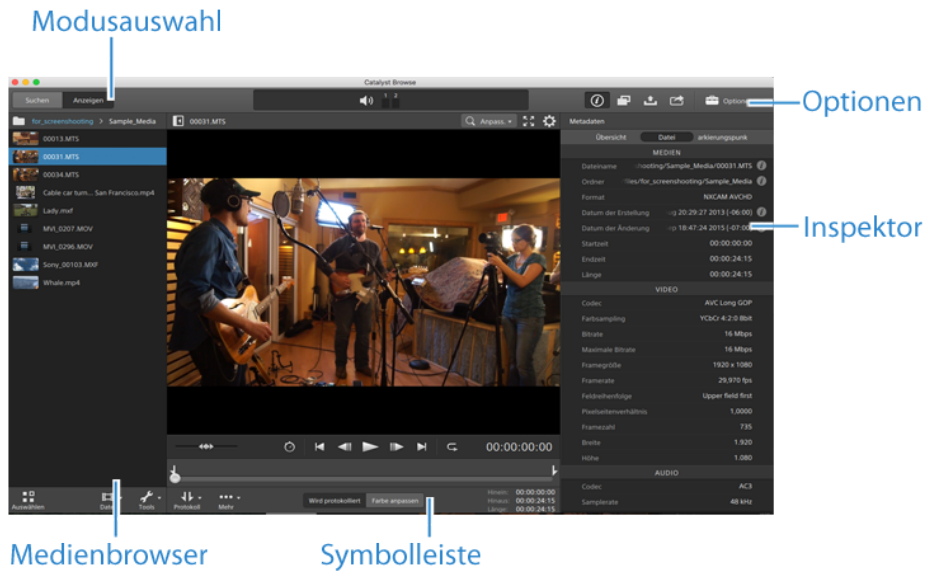 Modusauswahl
Catalyst Browse
Suchen Anzeigen
1 2
Optionen
Optionen
for_screenshooting > Sample_Media
00031.MTS
Anpass.
Metadaten
00013.MTS
00031.MTS
00034.MTS
Cable car turn... San Francisco.mp4
Lady.mxf
MVI_0207.MOV
MVI_0296.MOV
Sony_00103.MXF
Whale.mp4
Übersicht Datei arkierungspunk
MEDIEN
Dateiname hooting/Sample_Media/00031.MTS
Ordner /for_screenshooting/Sample_Media
Format NXCAM AVCHD
Datum der Erstellung 20:29:27 2013 (-06:00)
Datum der Änderung 18:47:24 2015 (-07:00)
Inspektor
Startzeit 00:00:00:00
Endzeit 00:00:24:15
Länge 00:00:24:15
VIDEO
Codec AVC Long GOP
Farbsampling YCbCr 4:2:0 8bit
Bitrate 16 Mbps
Maximale Bitrate 16 Mbps
Framegröße 1920 x 1080
Framerate 29,970 fps
Feldreihenfolge Upper field first
Pixelseitenverhältnis 1,0000
Framezahl 735
Breite 1.920
Höhe 1.080
AUDIO
Codec AC3
Samplerate 48 kHz
00:00:00:00
Auswählen
Tools
Protokoll
Mehr
Wird protokolliert Farbe anpassen
Hinein: 00:00:00:00
Hinaus: 00:00:24:15
Länge: 00:00:24:15
Medienbrowser
Symbolleiste